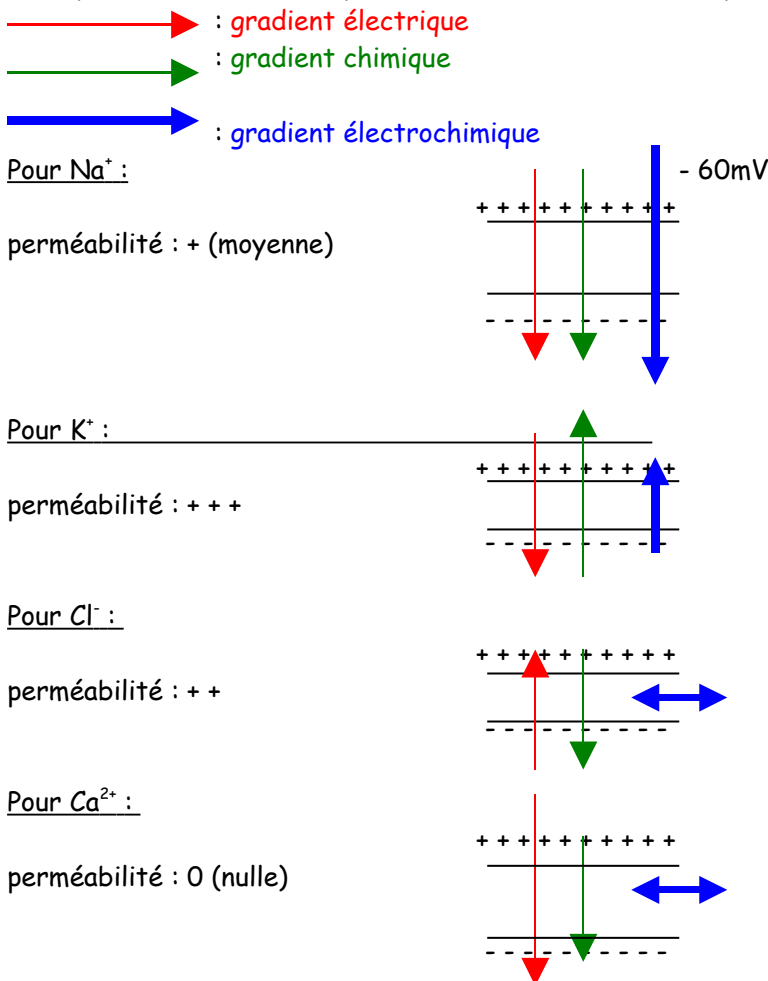 : gradient électrique
: gradient chimique
: gradient électrochimique
Pour Na⁺ :
- 60mV
+ + + + + + + + + +
perméabilité : + (moyenne)
- - - - - - - - - -
Pour K⁺ :
+ + + + + + + + + +
perméabilité : + + +
- - - - - - - - - -
Pour Cl⁻ :
+ + + + + + + + + +
perméabilité : + +
- - - - - - - - - -
Pour Ca²⁺ :
+ + + + + + + + + +
perméabilité : 0 (nulle)
- - - - - - - - - -